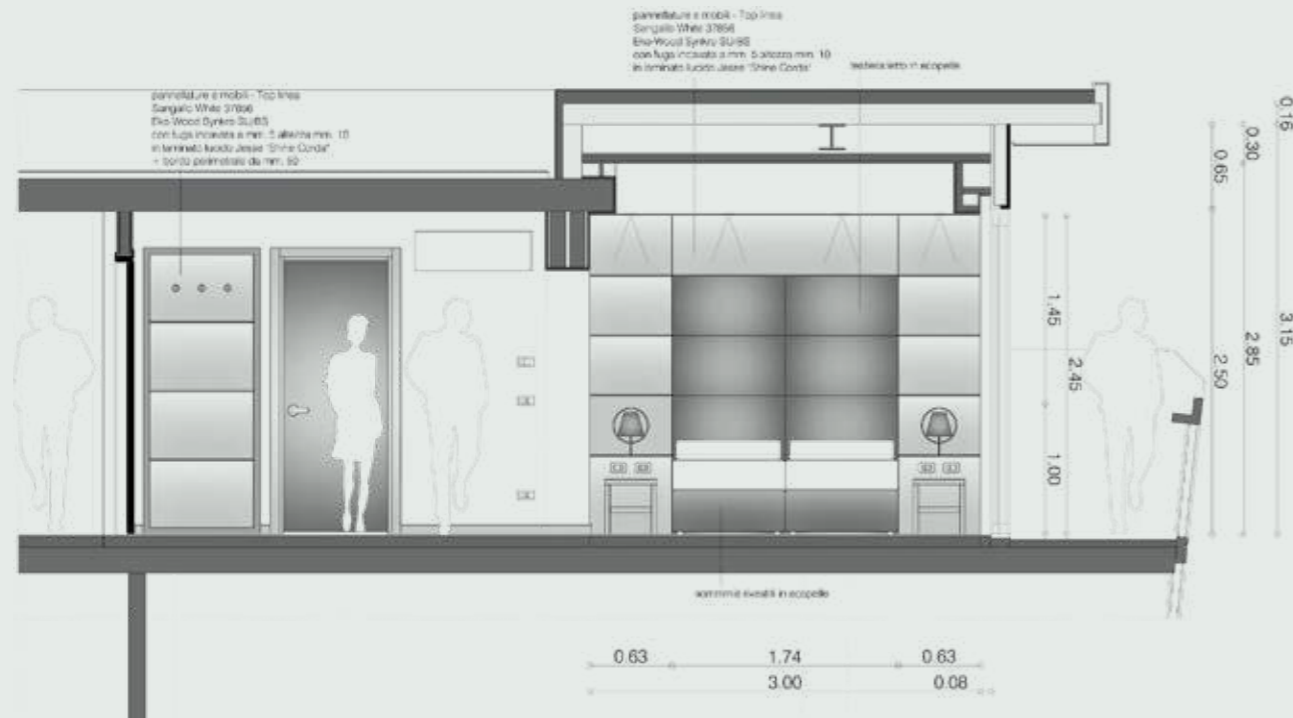 pannellature e mobili - Top linea
Sangallo White 37856
Eko-Wood Synkro SU/BS
con fuga incavata a mm. 5 altezza mm. 10
in laminato lucido Jesse "Shine Corda"
testiera letto in ecopelle
pannellature e mobili - Top linea
Sangallo White 37856
Eko-Wood Synkro SU/BS
con fuga incavata a mm. 5 altezza mm. 10
in laminato lucido Jesse "Shine Corda"
+ bordo perimetrale da mm. 50
0.16
0.30
0.65
1.45
2.45
2.50
2.85
3.15
1.00
sommier rivestiti in ecopelle
0.63 1.74 0.63
3.00 0.08